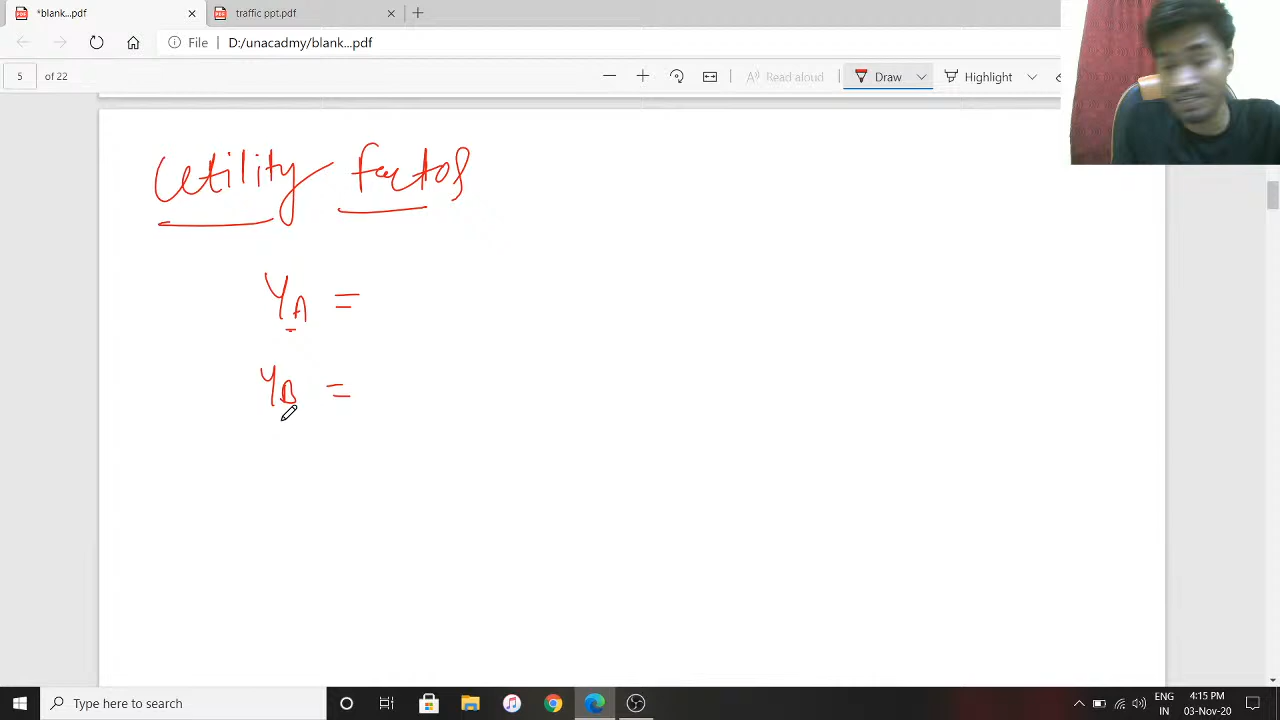 *blank...pdf
traffic ppt.pdf
File D:/unacadmy/blank...pdf
5 of 22
Read aloud
Draw
Highlight
Utility Factor
YA =
YB =
Type here to search
ENG
IN
4:15 PM
03-Nov-20